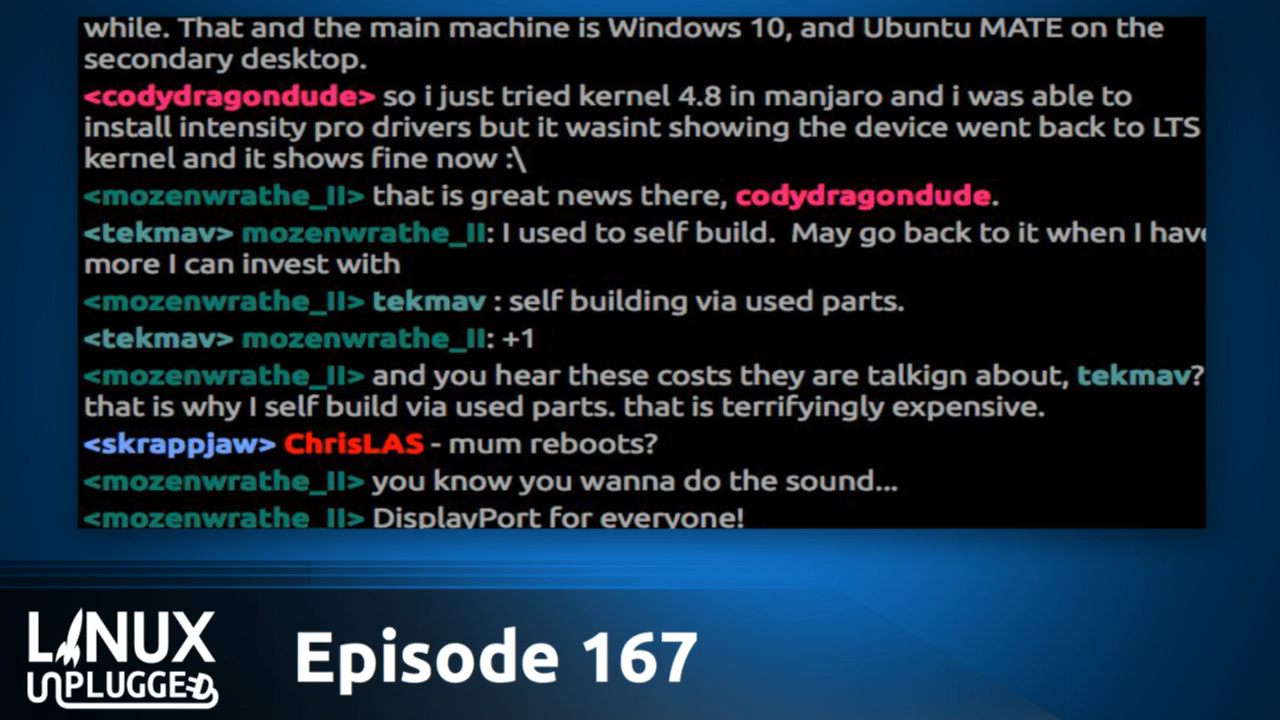 while. That and the main machine is Windows 10, and Ubuntu MATE on the
secondary desktop.
<codydragondude> so i just tried kernel 4.8 in manjaro and i was able to
install intensity pro drivers but it wasint showing the device went back to LTS
kernel and it shows fine now :\
<mozenwrathe_II> that is great news there, codydragondude.
<tekmav> mozenwrathe_II: I used to self build.  May go back to it when I have
more I can invest with
<mozenwrathe_II> tekmav : self building via used parts.
<tekmav> mozenwrathe_II: +1
<mozenwrathe_II> and you hear these costs they are talkign about, tekmav?
that is why I self build via used parts. that is terrifyingly expensive.
<skrappjaw> ChrisLAS - mum reboots?
<mozenwrathe_II> you know you wanna do the sound...
<mozenwrathe_II> DisplayPort for everyone!
LINUX
UNPLUGGED
Episode 167